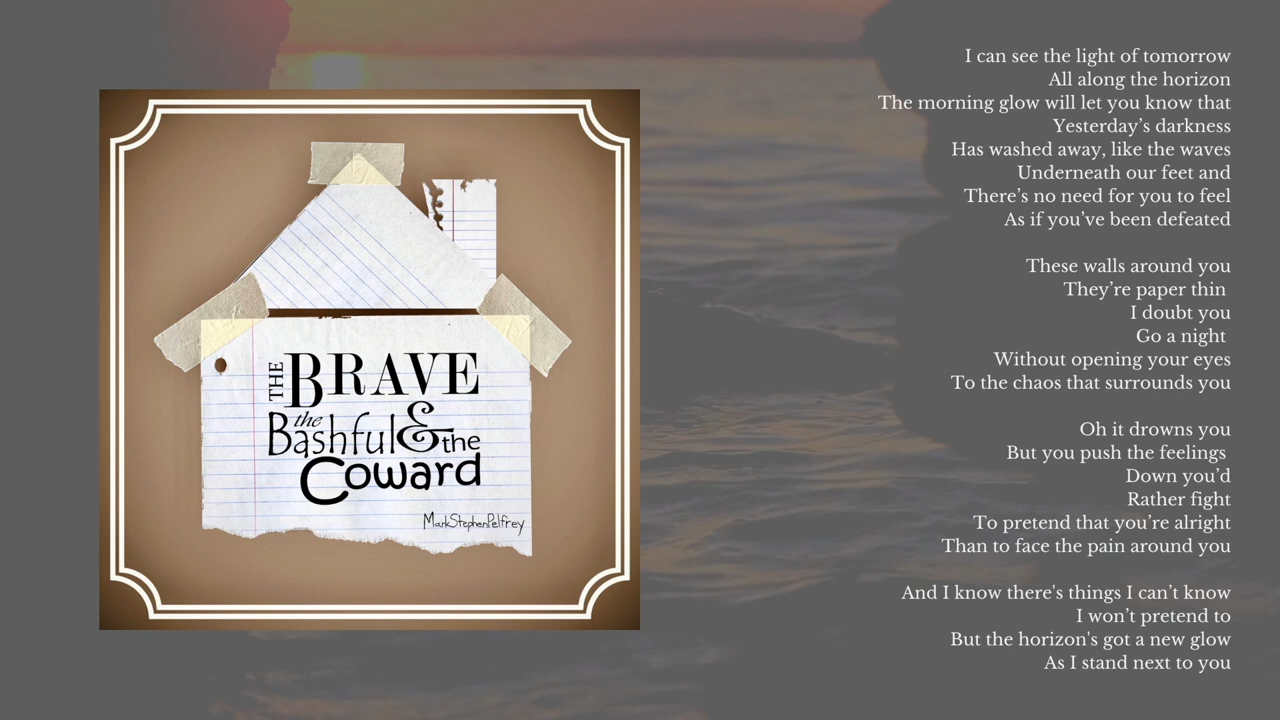 THE BRAVE
the
Bashful & the
Coward
MarkStephenPelfrey
I can see the light of tomorrow
All along the horizon
The morning glow will let you know that
Yesterday’s darkness
Has washed away, like the waves
Underneath our feet and
There’s no need for you to feel
As if you’ve been defeated
These walls around you
They’re paper thin
I doubt you
Go a night
Without opening your eyes
To the chaos that surrounds you
Oh it drowns you
But you push the feelings
Down you’d
Rather fight
To pretend that you’re alright
Than to face the pain around you
And I know there's things I can’t know
I won’t pretend to
But the horizon's got a new glow
As I stand next to you